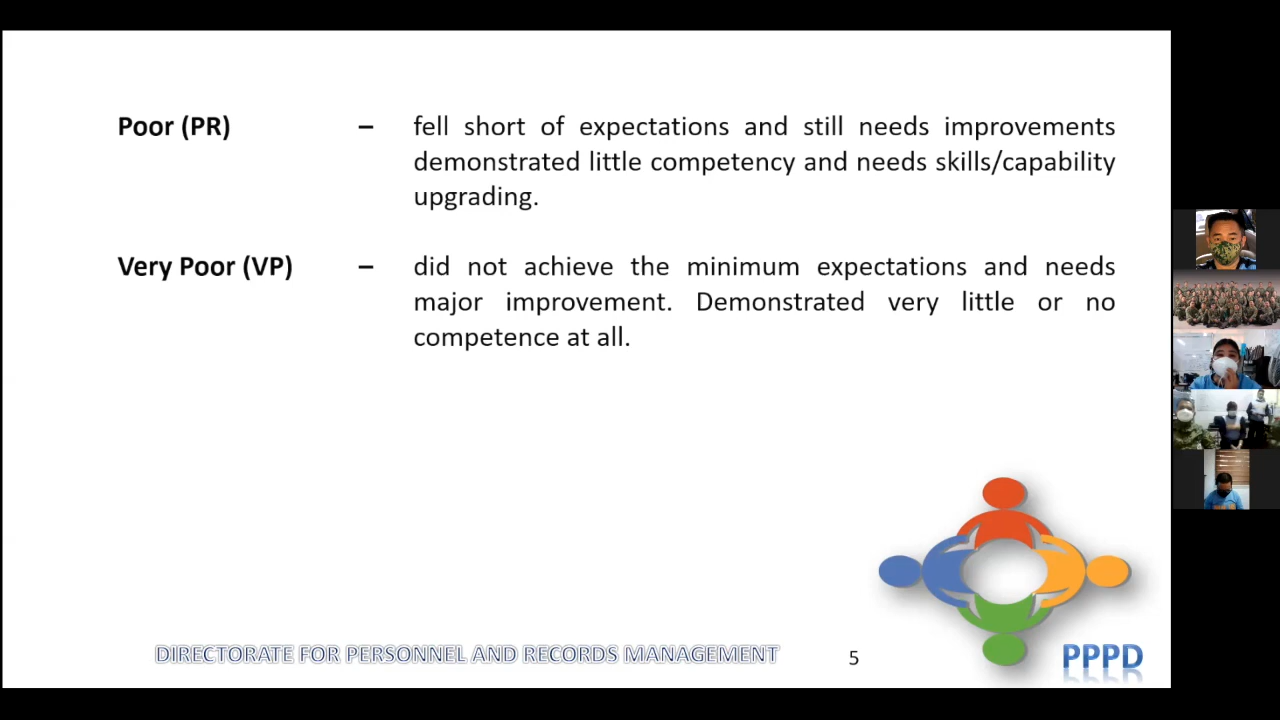 Poor (PR) – fell short of expectations and still needs improvements
demonstrated little competency and needs skills/capability
upgrading.
Very Poor (VP) – did not achieve the minimum expectations and needs
major improvement. Demonstrated very little or no
competence at all.
DIRECTORATE FOR PERSONNEL AND RECORDS MANAGEMENT 5 PPPD